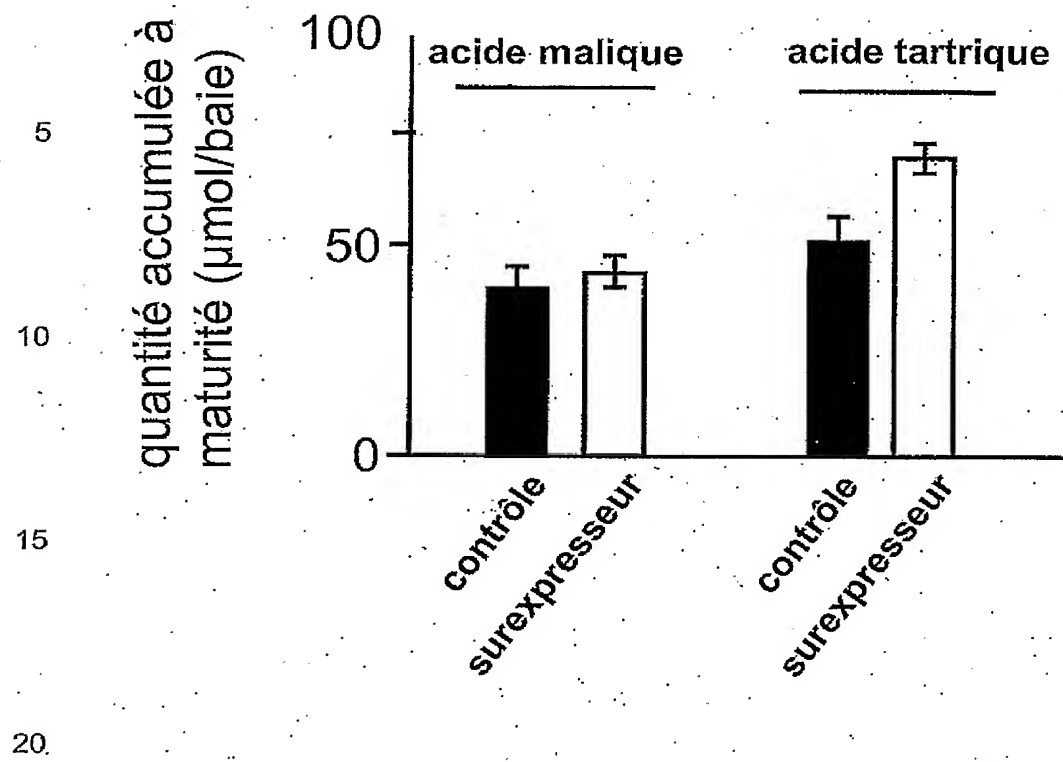 quantité accumulée à
maturité (µmol/baie)
100
50
0
acide malique
acide tartrique
contrôle
surexpresseur
contrôle
surexpresseur
5
10
15
20